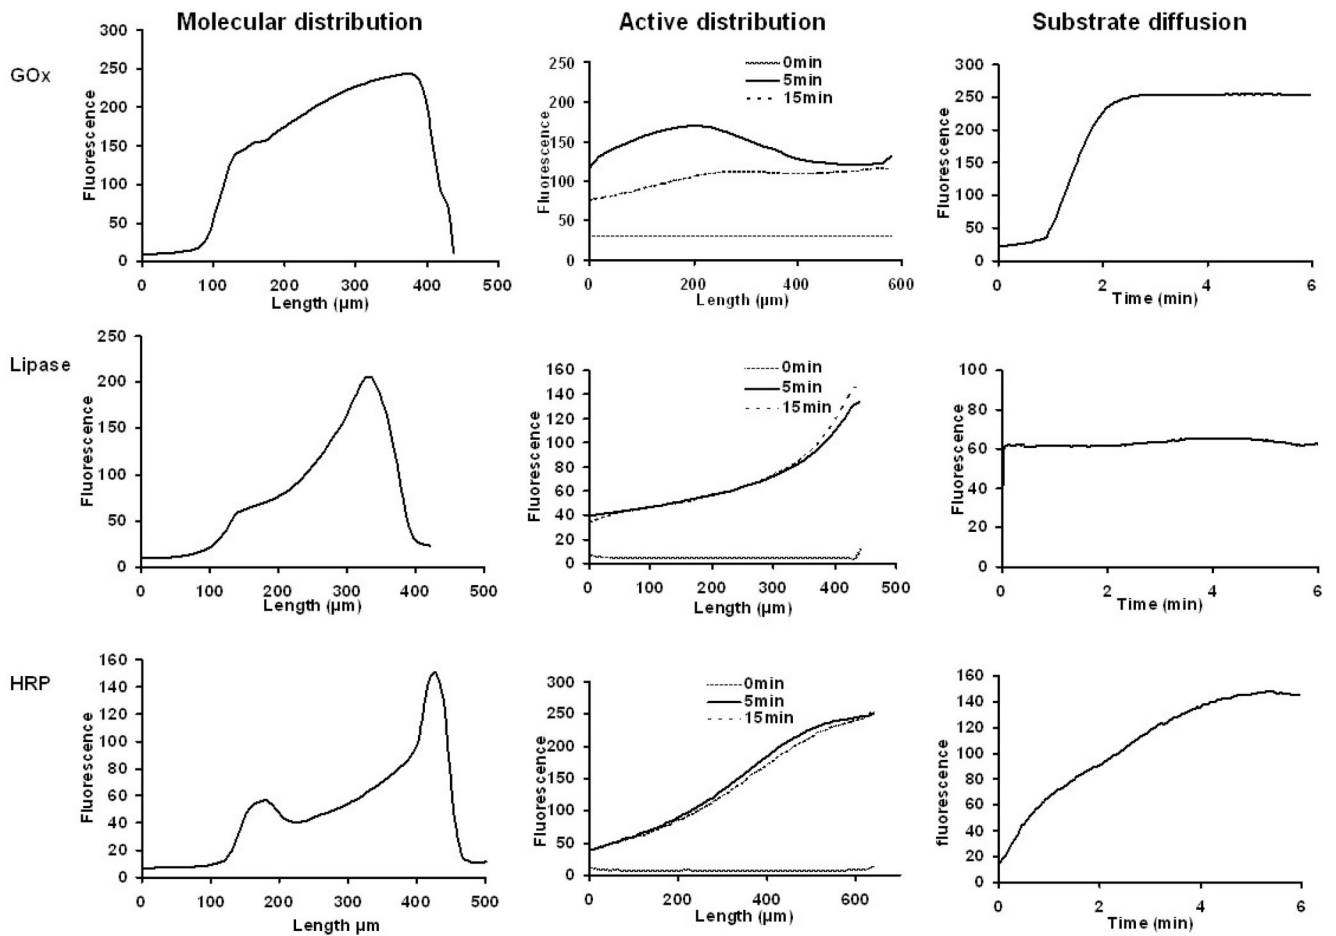 Molecular distribution
Active distribution
Substrate diffusion
GOx
300
250
200
150
100
50
0
Fluorescence
0 100 200 300 400 500
Length (µm)
250
200
150
100
50
0
Fluorescence
0min
5min
15min
0 200 400 600
Length (µm)
300
250
200
150
100
50
0
Fluorescence
0 2 4 6
Time (min)
Lipase
250
200
150
100
50
0
Fluorescence
0 100 200 300 400 500
Length (µm)
160
140
120
100
80
60
40
20
0
Fluorescence
0min
5min
15min
0 100 200 300 400 500
Length (µm)
100
80
60
40
20
0
Fluorescence
0 2 4 6
Time (min)
HRP
160
140
120
100
80
60
40
20
0
Fluorescence
0 100 200 300 400 500
Length µm
300
250
200
150
100
50
0
Fluorescence
0min
5min
15min
0 200 400 600
Length (µm)
160
140
120
100
80
60
40
20
0
fluorescence
0 2 4 6
Time (min)